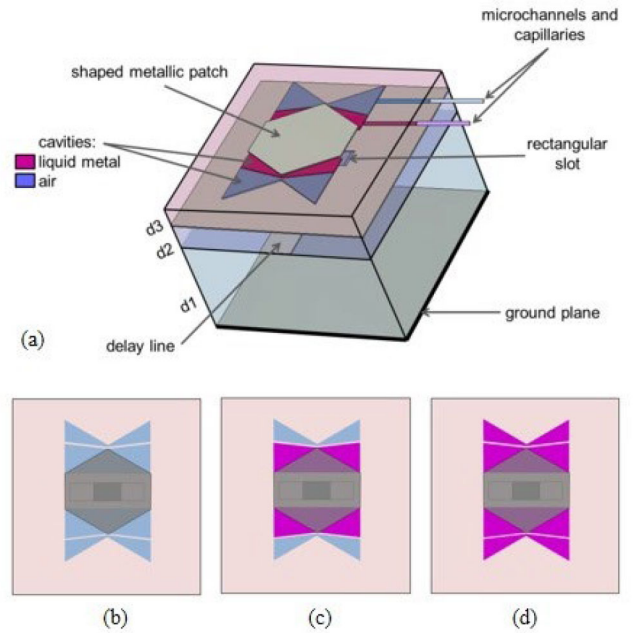 microchannels and
capillaries
shaped metallic patch
cavities:
liquid metal
air
rectangular
slot
d3
d2
d1
ground plane
delay line
(a)
(b)
(c)
(d)